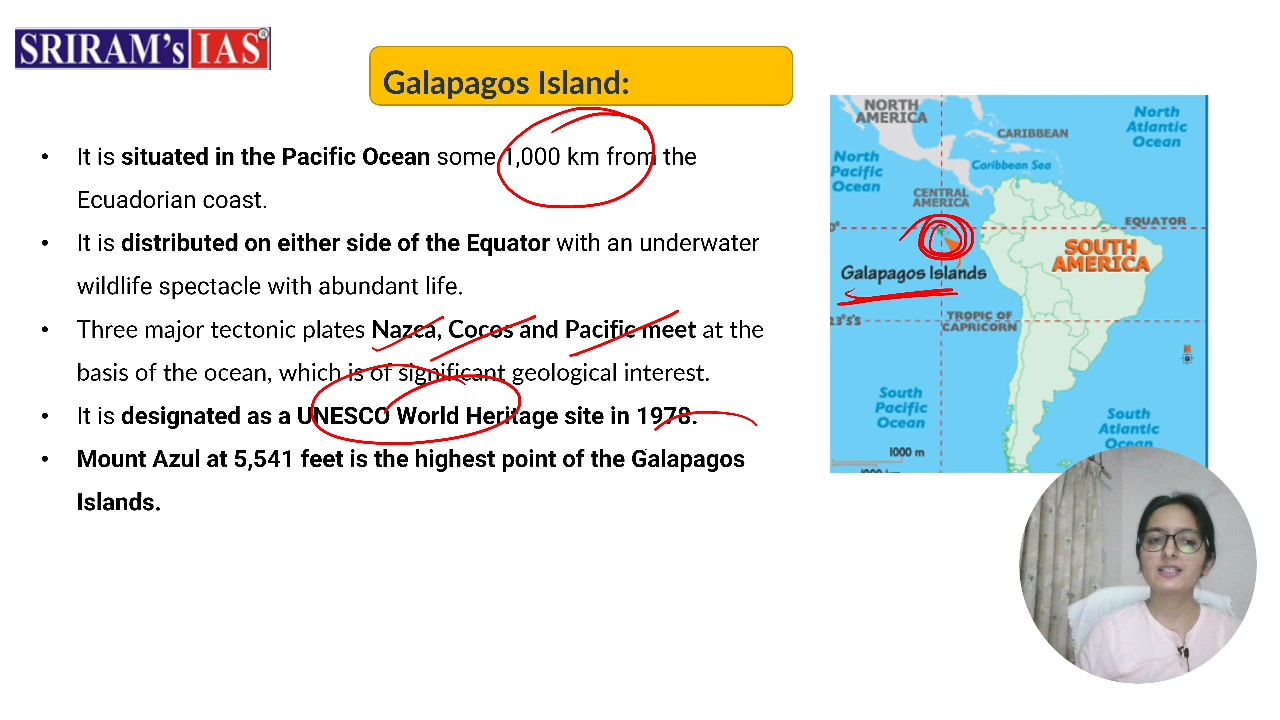 SRIRAM's IAS®
Galapagos Island:
• It is situated in the Pacific Ocean some 1,000 km from the
Ecuadorian coast.
• It is distributed on either side of the Equator with an underwater
wildlife spectacle with abundant life.
• Three major tectonic plates Nazca, Cocos and Pacific meet at the
basis of the ocean, which is of significant geological interest.
• It is designated as a UNESCO World Heritage site in 1978.
• Mount Azul at 5,541 feet is the highest point of the Galapagos
Islands.
NORTH
AMERICA
North
Atlantic
Ocean
CARIBBEAN
North
Pacific
Ocean
Caribbean Sea
CENTRAL
AMERICA
0°
EQUATOR
SOUTH
AMERICA
Galapagos Islands
TROPIC OF
CAPRICORN
South
Pacific
Ocean
South
Atlantic
Ocean
1000 m